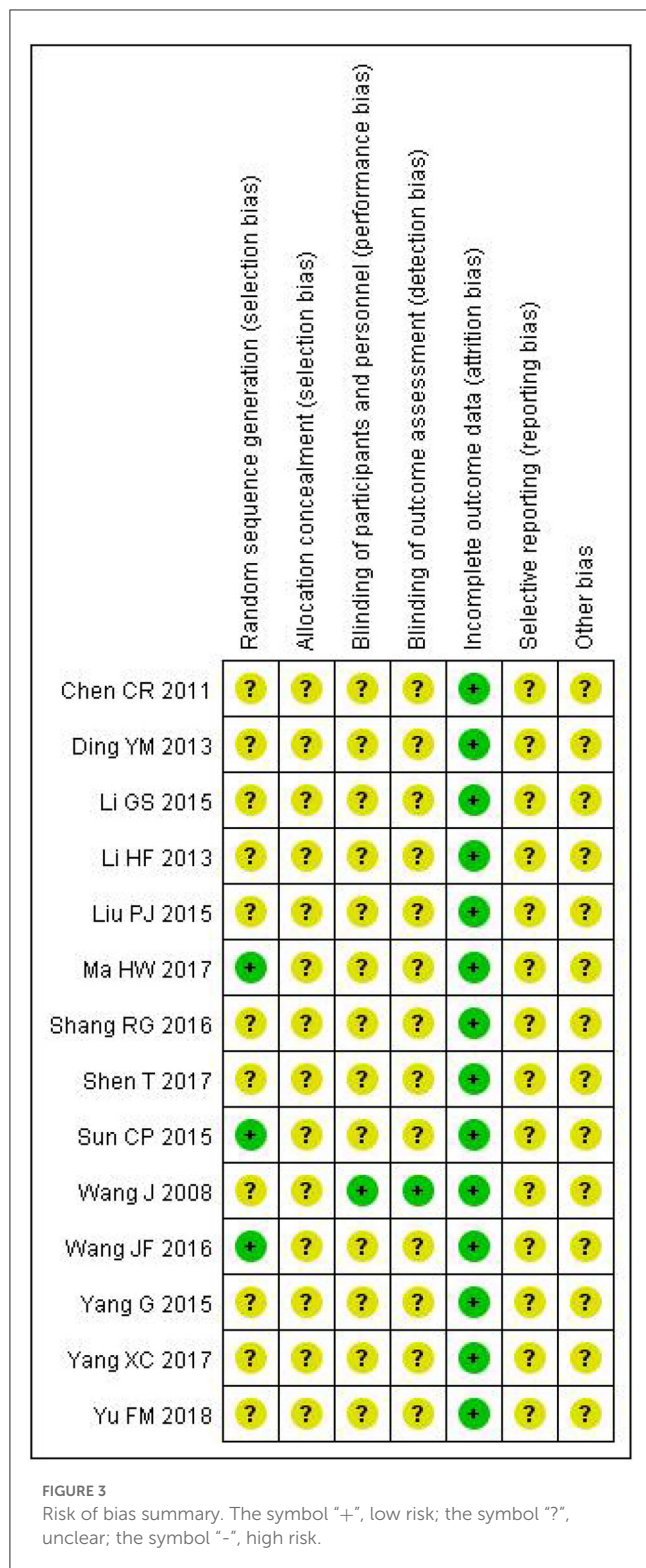 Random sequence generation (selection bias)
Allocation concealment (selection bias)
Blinding of participants and personnel (performance bias)
Blinding of outcome assessment (detection bias)
Incomplete outcome data (attrition bias)
Selective reporting (reporting bias)
Other bias
Chen CR 2011 ? ? ? ? + ? ?
Ding YM 2013 ? ? ? ? + ? ?
Li GS 2015 ? ? ? ? + ? ?
Li HF 2013 ? ? ? ? + ? ?
Liu PJ 2015 ? ? ? ? + ? ?
Ma HW 2017 + ? ? ? + ? ?
Shang RG 2016 ? ? ? ? + ? ?
Shen T 2017 ? ? ? ? + ? ?
Sun CP 2015 + ? ? ? + ? ?
Wang J 2008 ? ? + + + ? ?
Wang JF 2016 + ? ? ? + ? ?
Yang G 2015 ? ? ? ? + ? ?
Yang XC 2017 ? ? ? ? + ? ?
Yu FM 2018 ? ? ? ? + ? ?
FIGURE 3
Risk of bias summary. The symbol “+”, low risk; the symbol “?”,
unclear; the symbol “-”, high risk.